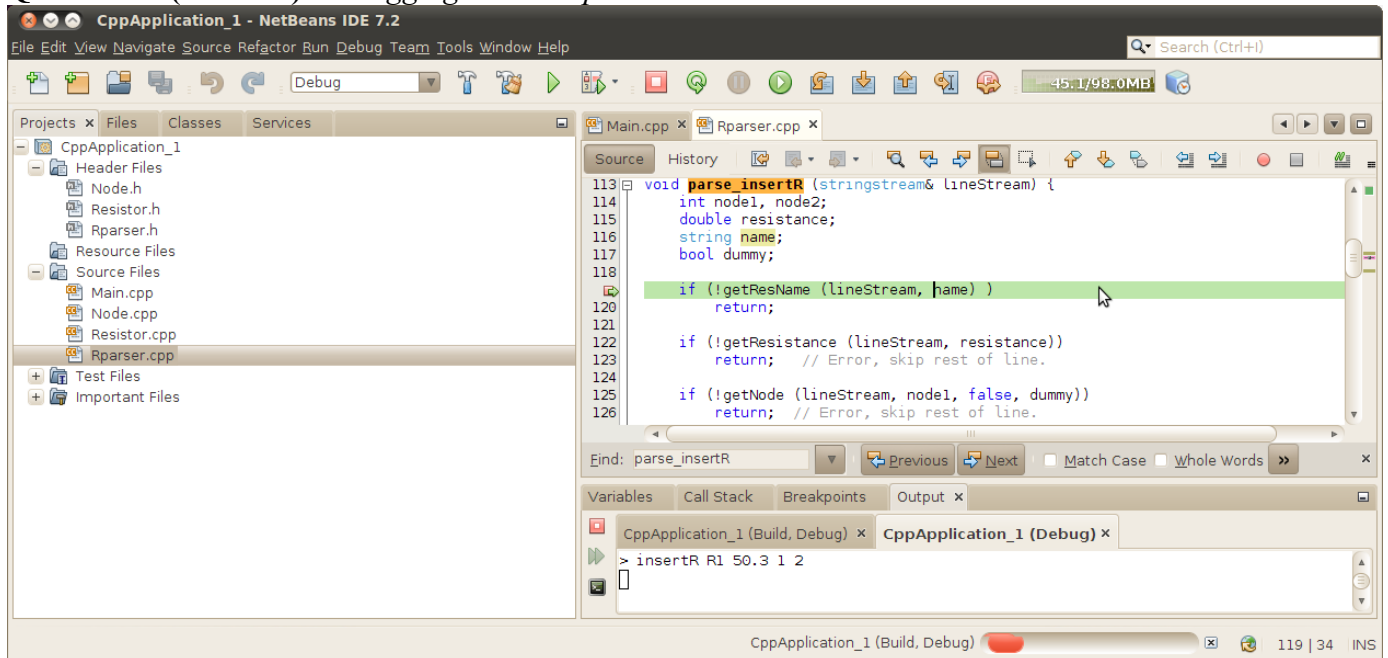 CppApplication_1 - NetBeans IDE 7.2
File Edit View Navigate Source Refactor Run Debug Team Tools Window Help
Search (Ctrl+I)
Debug
45.1/98.0MB
Projects x Files Classes Services
CppApplication_1
Header Files
Node.h
Resistor.h
Rparser.h
Resource Files
Source Files
Main.cpp
Node.cpp
Resistor.cpp
Rparser.cpp
Test Files
Important Files
Main.cpp x Rparser.cpp x
Source History
113 void parse_insertR (stringstream& lineStream) {
114 int node1, node2;
115 double resistance;
116 string name;
117 bool dummy;
118
if (!getResName (lineStream, name) )
120 return;
121
122 if (!getResistance (lineStream, resistance))
123 return; // Error, skip rest of line.
124
125 if (!getNode (lineStream, node1, false, dummy))
126 return; // Error, skip rest of line.
Find: parse_insertR Previous Next Match Case Whole Words »
Variables Call Stack Breakpoints Output x
CppApplication_1 (Build, Debug) x CppApplication_1 (Debug) x
> insertR R1 50.3 1 2
CppApplication_1 (Build, Debug) 119 | 34 INS